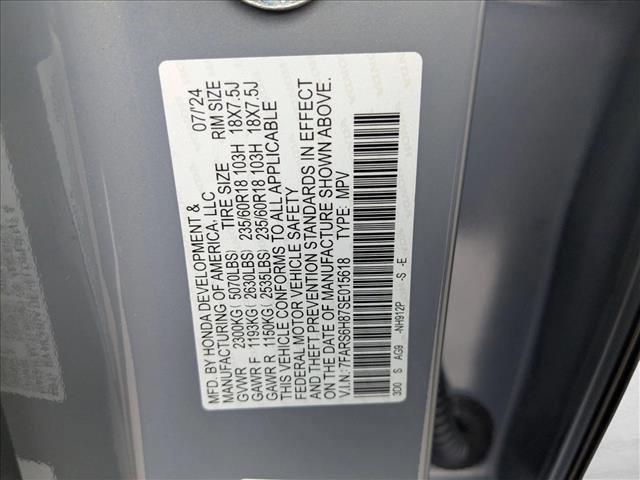 MFD. BY HONDA DEVELOPMENT & 07/'24
MANUFACTURING OF AMERICA, LLC
TIRE SIZE RIM SIZE
GVWR 2300KG( 5070LBS)
GAWR F 1193KG( 2630LBS) 235/60R18 103H 18X7.5J
GAWR R 1150KG( 2535LBS) 235/60R18 103H 18X7.5J
THIS VEHICLE CONFORMS TO ALL APPLICABLE
FEDERAL MOTOR VEHICLE SAFETY
AND THEFT PREVENTION STANDARDS IN EFFECT
ON THE DATE OF MANUFACTURE SHOWN ABOVE.
V.I.N.: 7FARS6H87SE015618 TYPE: MPV
3D0 S AG9 -NH912P -S -E